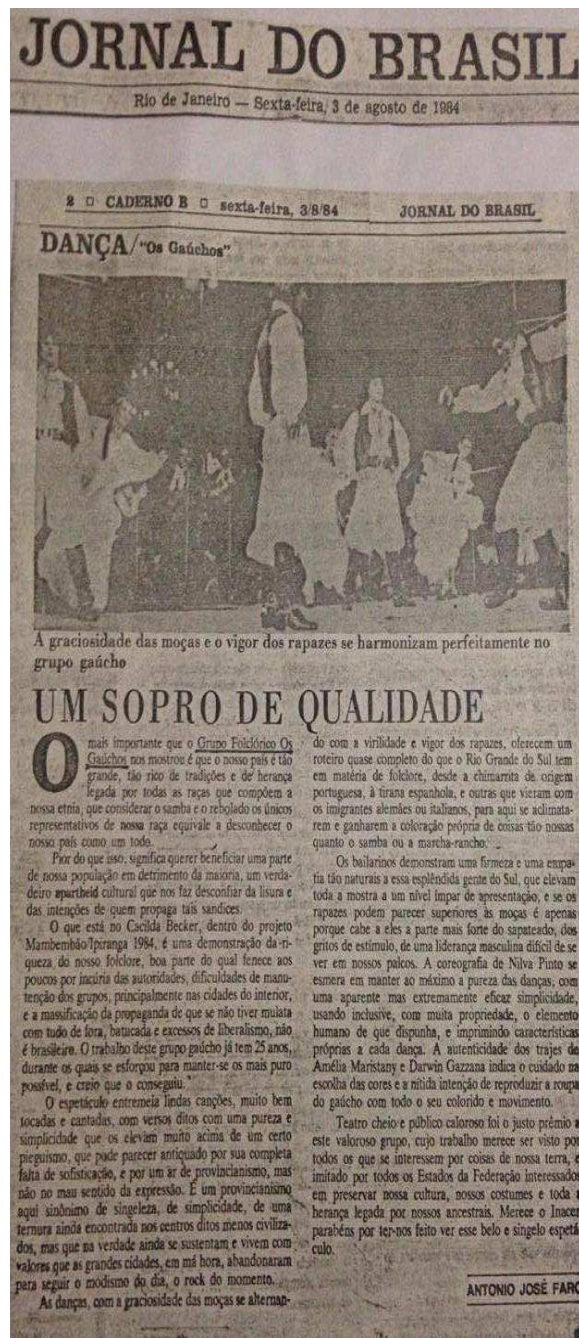 JORNAL DO BRASIL
Rio de Janeiro — Sexta-feira, 3 de agosto de 1984
2 □ CADERNO B □ sexta-feira, 3/8/84 JORNAL DO BRASIL
DANÇA/"Os Gaúchos"
A graciosidade das moças e o vigor dos rapazes se harmonizam perfeitamente no
grupo gaúcho
UM SOPRO DE QUALIDADE
O mais importante que o Grupo Folclórico Os
Gaúchos nos mostrou é que o nosso país é tão
grande, tão rico de tradições e de herança
legada por todas as raças que compõem a
nossa etnia, que considerar o samba e o rebolado os únicos
representativos de nossa raça equivale a desconhecer o
nosso país como um todo.
Pior do que isso, significa querer beneficiar uma parte
de nossa população em detrimento da maioria, um verda-
deiro apartheid cultural que nos faz desconfiar da lisura e
das intenções de quem propaga tais sandices.
O que está no Cacilda Becker, dentro do projeto
Mambembão/Ipiranga 1984, é uma demonstração da ri-
queza do nosso folclore, boa parte do qual fenece aos
poucos por incúria das autoridades, dificuldades de manu-
tenção dos grupos, principalmente nas cidades do interior,
e a massificação da propaganda de que se não tiver mulata
com tudo de fora, batucada e excessos de liberalismo, não
é brasileiro. O trabalho deste grupo gaúcho já tem 25 anos,
durante os quais se esforçou para manter-se os mais puro
possível, e creio que o conseguiu.
O espetáculo entremeia lindas canções, muito bem
tocadas e cantadas, com versos ditos com uma pureza e
simplicidade que os elevam muito acima de um certo
pieguismo, que pode parecer antiquado por sua completa
falta de sofisticação, e por um ar de provincianismo, mas
não no mau sentido da expressão. É um provincianismo
aqui sinônimo de singeleza, de simplicidade, de uma
ternura ainda encontrada nos centros ditos menos civiliza-
dos, mas que na verdade ainda se sustentam e vivem com
valores que as grandes cidades, em má hora, abandonaram
para seguir o modismo do dia, o rock do momento.
As danças, com a graciosidade das moças se alternan-
do com a virilidade e vigor dos rapazes, oferecem um
roteiro quase completo do que o Rio Grande do Sul tem
em matéria de folclore, desde a chimarrita de origem
portuguesa, à tirana espanhola, e outras que vieram com
os imigrantes alemães ou italianos, para aqui se aclimata-
rem e ganharem a coloração própria de coisas tão nossas
quanto o samba ou a marcha-rancho.
Os bailarinos demonstram uma firmeza e uma empa-
tia tão naturais a essa esplêndida gente do Sul, que elevam
toda a mostra a um nível ímpar de apresentação, e se os
rapazes podem parecer superiores às moças é apenas
porque cabe a eles a parte mais forte do sapateado, dos
gritos de estímulo, de uma liderança masculina difícil de se
ver em nossos palcos. A coreografia de Nilva Pinto se
esmera em manter ao máximo a pureza das danças, com
uma aparente mas extremamente eficaz simplicidade,
usando inclusive, com muita propriedade, o elemento
humano de que dispunha, e imprimindo características
próprias a cada dança. A autenticidade dos trajes de
Amélia Maristany e Darwin Gazzana indica o cuidado na
escolha das cores e a nítida intenção de reproduzir a roupa
do gaúcho com todo o seu colorido e movimento.
Teatro cheio e público caloroso foi o justo prêmio a
este valoroso grupo, cujo trabalho merece ser visto por
todos os que se interessem por coisas de nossa terra, e
imitado por todos os Estados da Federação interessados
em preservar nossa cultura, nossos costumes e toda a
herança legada por nossos ancestrais. Merece o Inacen
parabéns por ter-nos feito ver esse belo e singelo espetá-
culo.
ANTONIO JOSÉ FARO